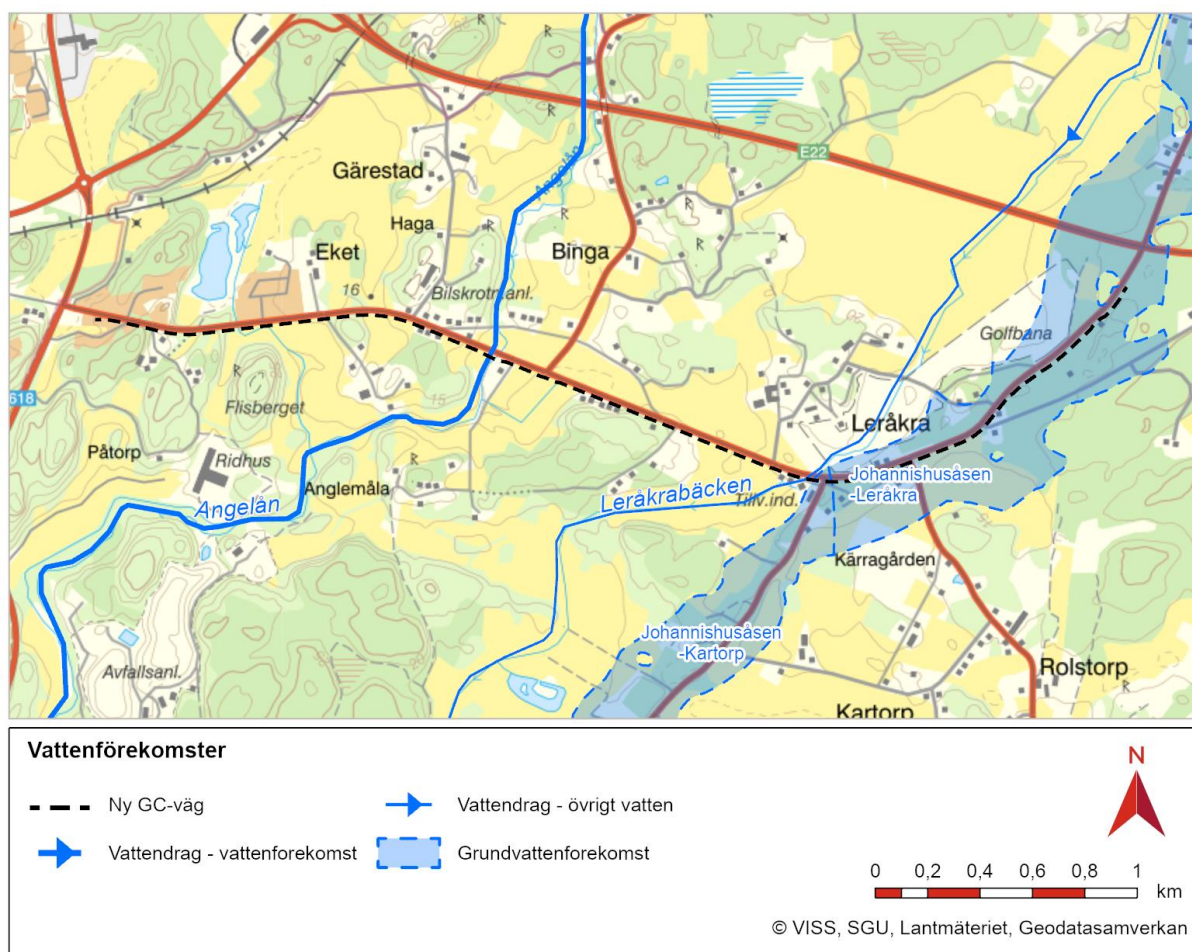 E22
Gärestad
Ångelån
Haga
Binga
Eket
16
Bilskrotn.anl.
Golfbana
618
Flisberget
15
Leråkra
Påtorp
Ridhus
Anglemåla
Johannishusåsen
-Leråkra
Leråkrabäcken
Tillv.ind.
Angelån
Kärragården
Johannishusåsen
-Kartorp
Avfallsanl.
Rolstorp
Kartorp
Vattenförekomster
N
Ny GC-väg
Vattendrag - övrigt vatten
Vattendrag - vattenforekomst
Grundvattenforekomst
0 0,2 0,4 0,6 0,8 1
km
© VISS, SGU, Lantmäteriet, Geodatasamverkan